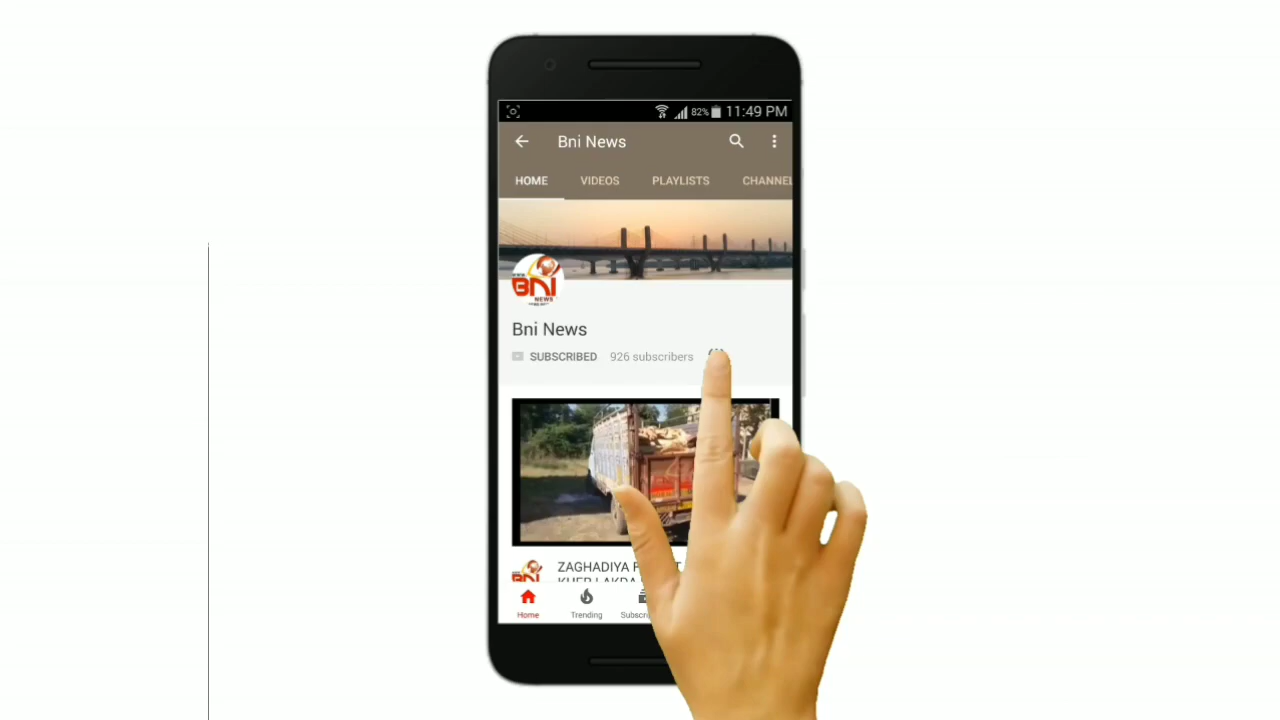 82% 11:49 PM
Bni News
HOME VIDEOS PLAYLISTS CHANNEL
BNI
NEWS
Bni News
SUBSCRIBED 926 subscribers
ZAGHADIYA
BNI
Home Trending